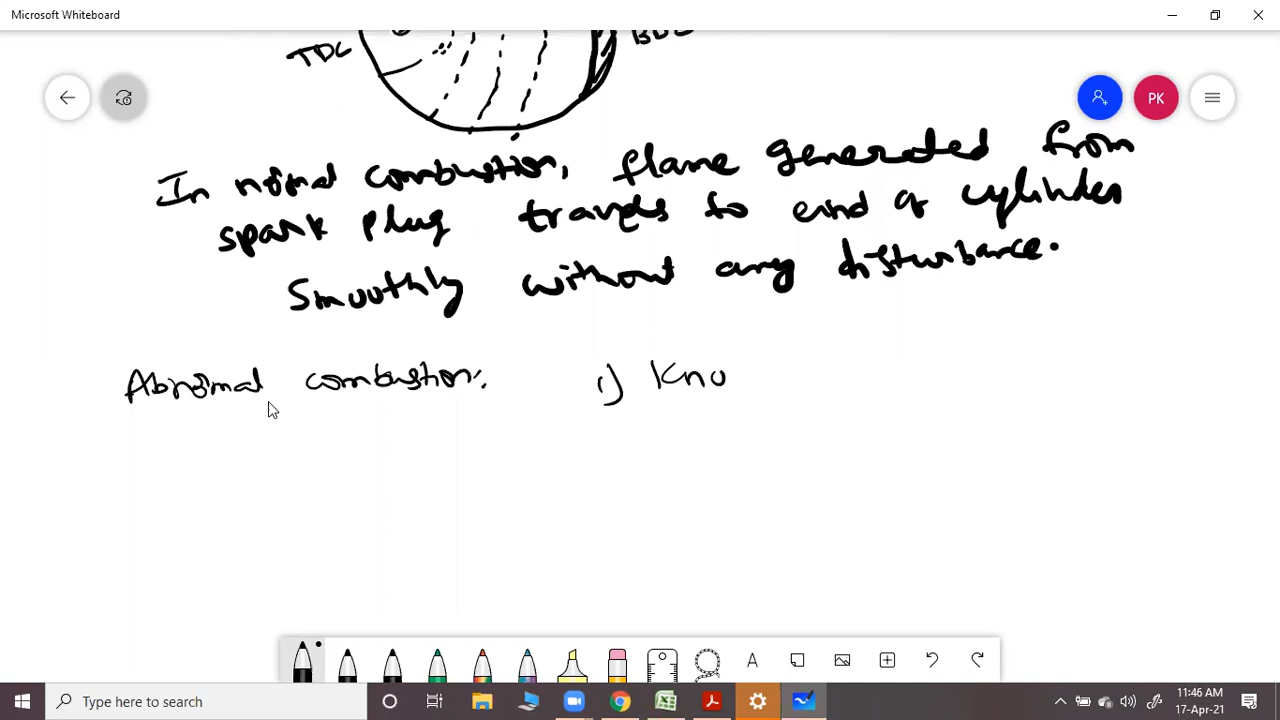 Microsoft Whiteboard
TDC
BDC
PK
In normal combustion, flame generated from
spark plug travels to end of cylinder
Smoothly without any disturbance.
Abnormal combustion: 1) Kno
A
Type here to search
11:46 AM
17-Apr-21